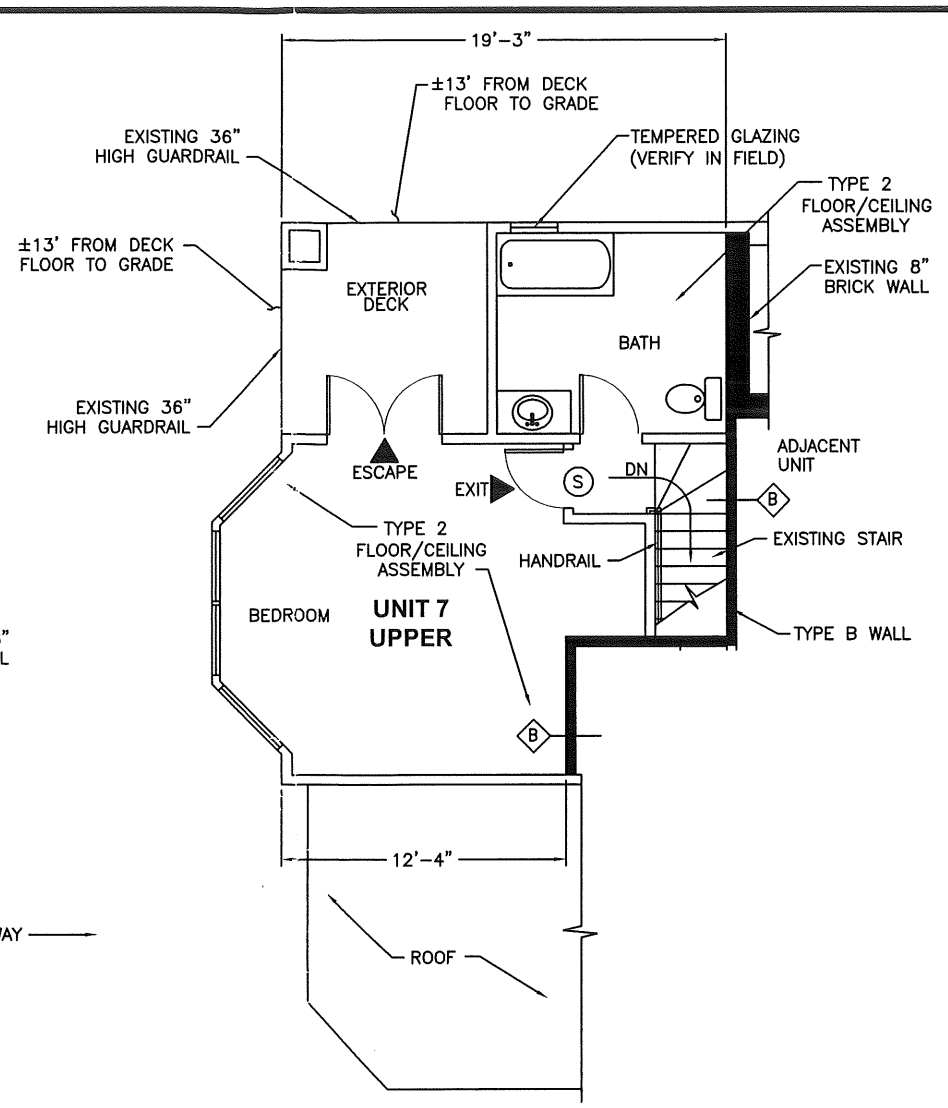 19'-3"
±13' FROM DECK
FLOOR TO GRADE
EXISTING 36"
HIGH GUARDRAIL
TEMPERED GLAZING
(VERIFY IN FIELD)
TYPE 2
FLOOR/CEILING
ASSEMBLY
±13' FROM DECK
FLOOR TO GRADE
EXISTING 8"
BRICK WALL
EXTERIOR
DECK
BATH
EXISTING 36"
HIGH GUARDRAIL
ADJACENT
UNIT
ESCAPE
EXIT
S
DN
B
TYPE 2
FLOOR/CEILING
ASSEMBLY
HANDRAIL
EXISTING STAIR
BEDROOM
UNIT 7
UPPER
TYPE B WALL
B
12'-4"
ROOF